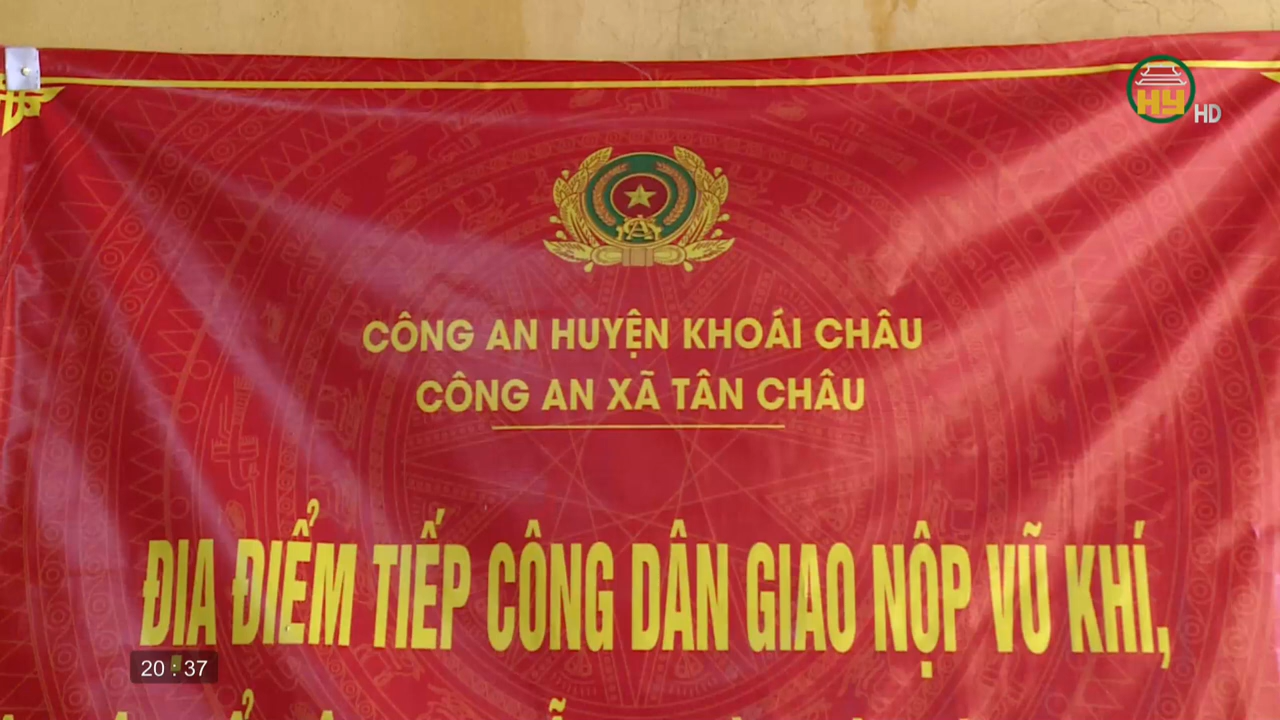 HY HD
CÔNG AN HUYỆN KHOÁI CHÂU
CÔNG AN XÃ TÂN CHÂU
ĐỊA ĐIỂM TIẾP CÔNG DÂN GIAO NỘP VŨ KHÍ,
20:37